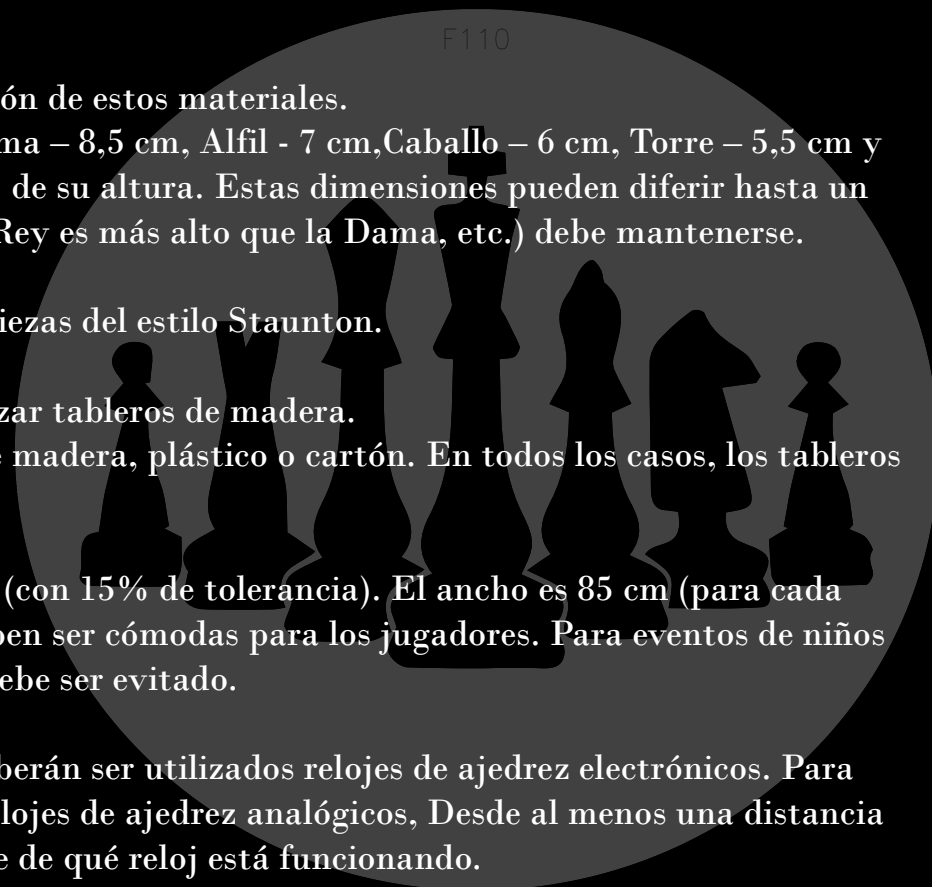 F110
ón de estos materiales.
ma – 8,5 cm, Alfil - 7 cm,Caballo – 6 cm, Torre – 5,5 cm y
de su altura. Estas dimensiones pueden diferir hasta un
Rey es más alto que la Dama, etc.) debe mantenerse.
iezas del estilo Staunton.
zar tableros de madera.
e madera, plástico o cartón. En todos los casos, los tableros
(con 15% de tolerancia). El ancho es 85 cm (para cada
ben ser cómodas para los jugadores. Para eventos de niños
ebe ser evitado.
berán ser utilizados relojes de ajedrez electrónicos. Para
lojes de ajedrez analógicos, Desde al menos una distancia
e de qué reloj está funcionando.